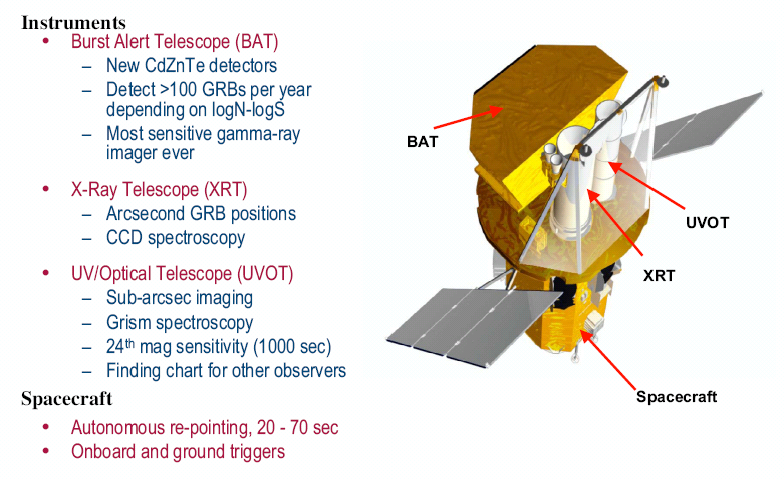 Instruments
• Burst Alert Telescope (BAT)
– New CdZnTe detectors
– Detect >100 GRBs per year
depending on logN-logS
– Most sensitive gamma-ray
imager ever
• X-Ray Telescope (XRT)
– Arcsecond GRB positions
– CCD spectroscopy
• UV/Optical Telescope (UVOT)
– Sub-arcsec imaging
– Grism spectroscopy
– 24th mag sensitivity (1000 sec)
– Finding chart for other observers
Spacecraft
• Autonomous re-pointing, 20 - 70 sec
• Onboard and ground triggers
BAT
UVOT
XRT
Spacecraft